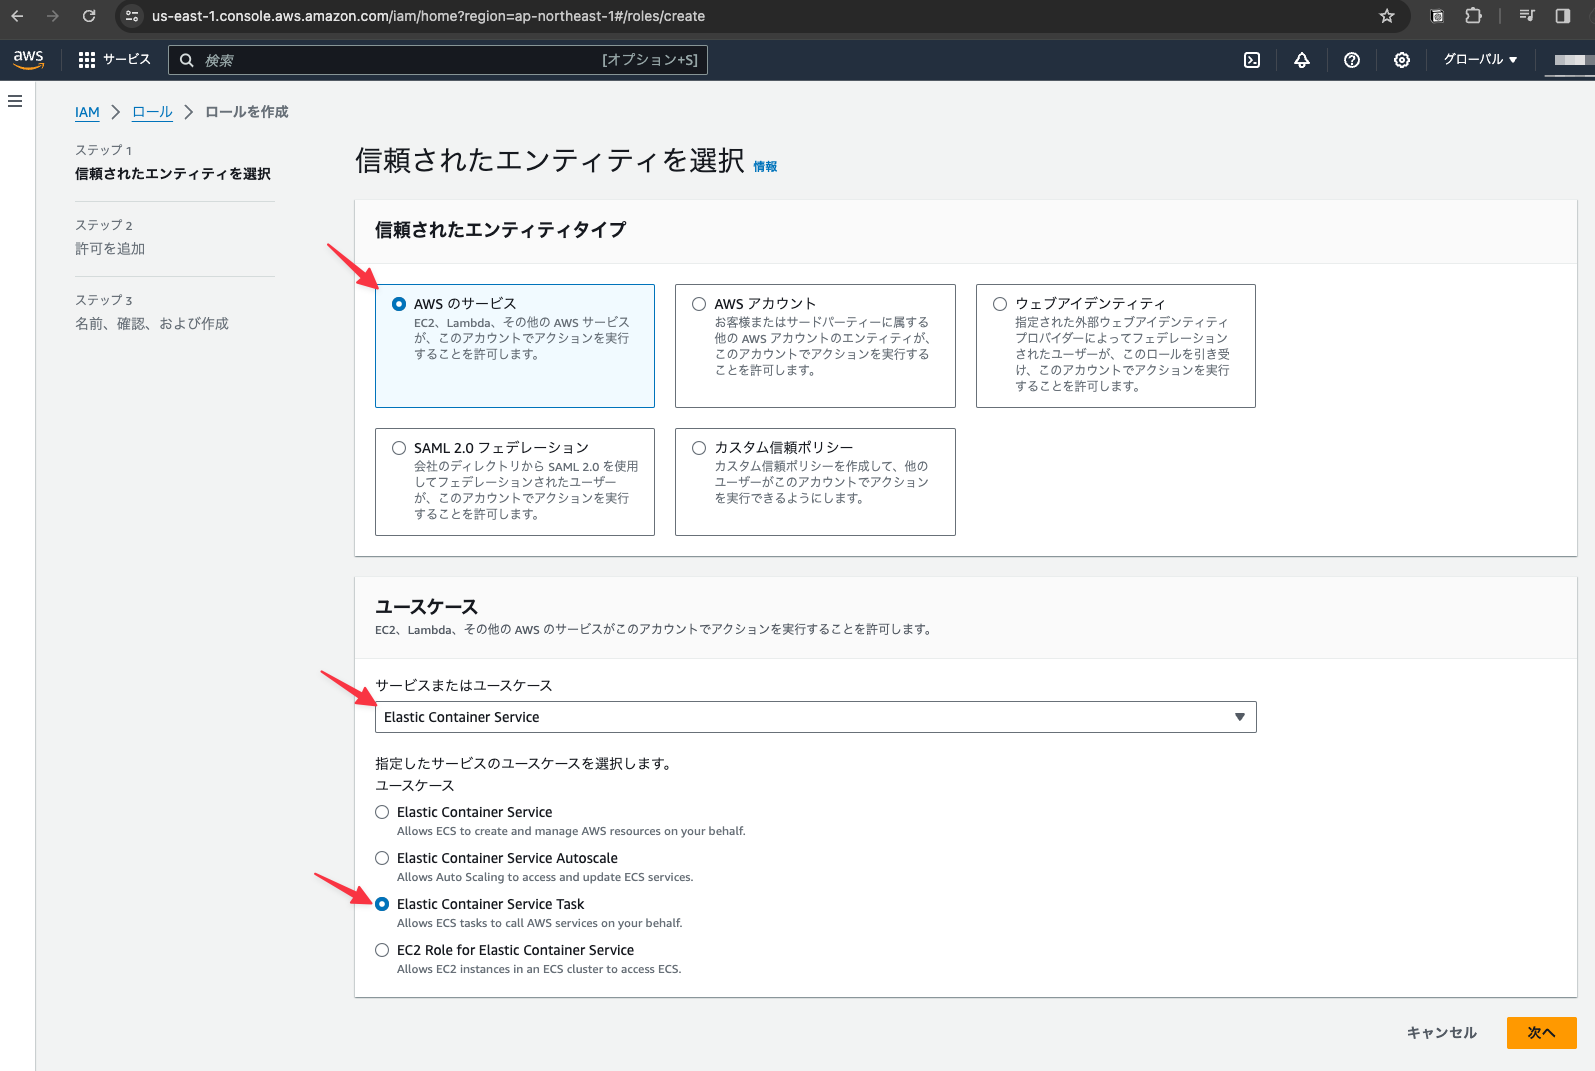 us-east-1.console.aws.amazon.com/iam/home?region=ap-northeast-1#/roles/create
aws
サービス
検索
[オプション+S]
グローバル
IAM
ロール
ロールを作成
ステップ 1
信頼されたエンティティを選択
ステップ 2
許可を追加
ステップ 3
名前、確認、および作成
信頼されたエンティティを選択 情報
信頼されたエンティティタイプ
AWS のサービス
EC2、Lambda、その他の AWS サービス
が、このアカウントでアクションを実行
することを許可します。
AWS アカウント
お客様またはサードパーティーに属する
他の AWS アカウントのエンティティが、
このアカウントでアクションを実行する
ことを許可します。
ウェブアイデンティティ
指定された外部ウェブアイデンティティ
プロバイダーによってフェデレーション
されたユーザーが、このロールを引き受
け、このアカウントでアクションを実行
することを許可します。
SAML 2.0 フェデレーション
会社のディレクトリから SAML 2.0 を使用
してフェデレーションされたユーザー
が、このアカウントでアクションを実行
することを許可します。
カスタム信頼ポリシー
カスタム信頼ポリシーを作成して、他の
ユーザーがこのアカウントでアクション
を実行できるようにします。
ユースケース
EC2、Lambda、その他の AWS のサービスがこのアカウントでアクションを実行することを許可します。
サービスまたはユースケース
Elastic Container Service
指定したサービスのユースケースを選択します。
ユースケース
Elastic Container Service
Allows ECS to create and manage AWS resources on your behalf.
Elastic Container Service Autoscale
Allows Auto Scaling to access and update ECS services.
Elastic Container Service Task
Allows ECS tasks to call AWS services on your behalf.
EC2 Role for Elastic Container Service
Allows EC2 instances in an ECS cluster to access ECS.
キャンセル
次へ